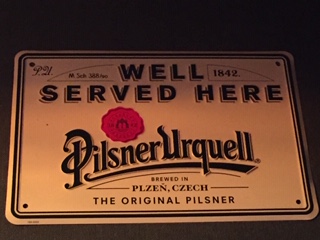 P.U. WELL 1842.
SERVED HERE
Pilsner Urquell®
BREWED IN
PLZEŇ, CZECH
THE ORIGINAL PILSNER